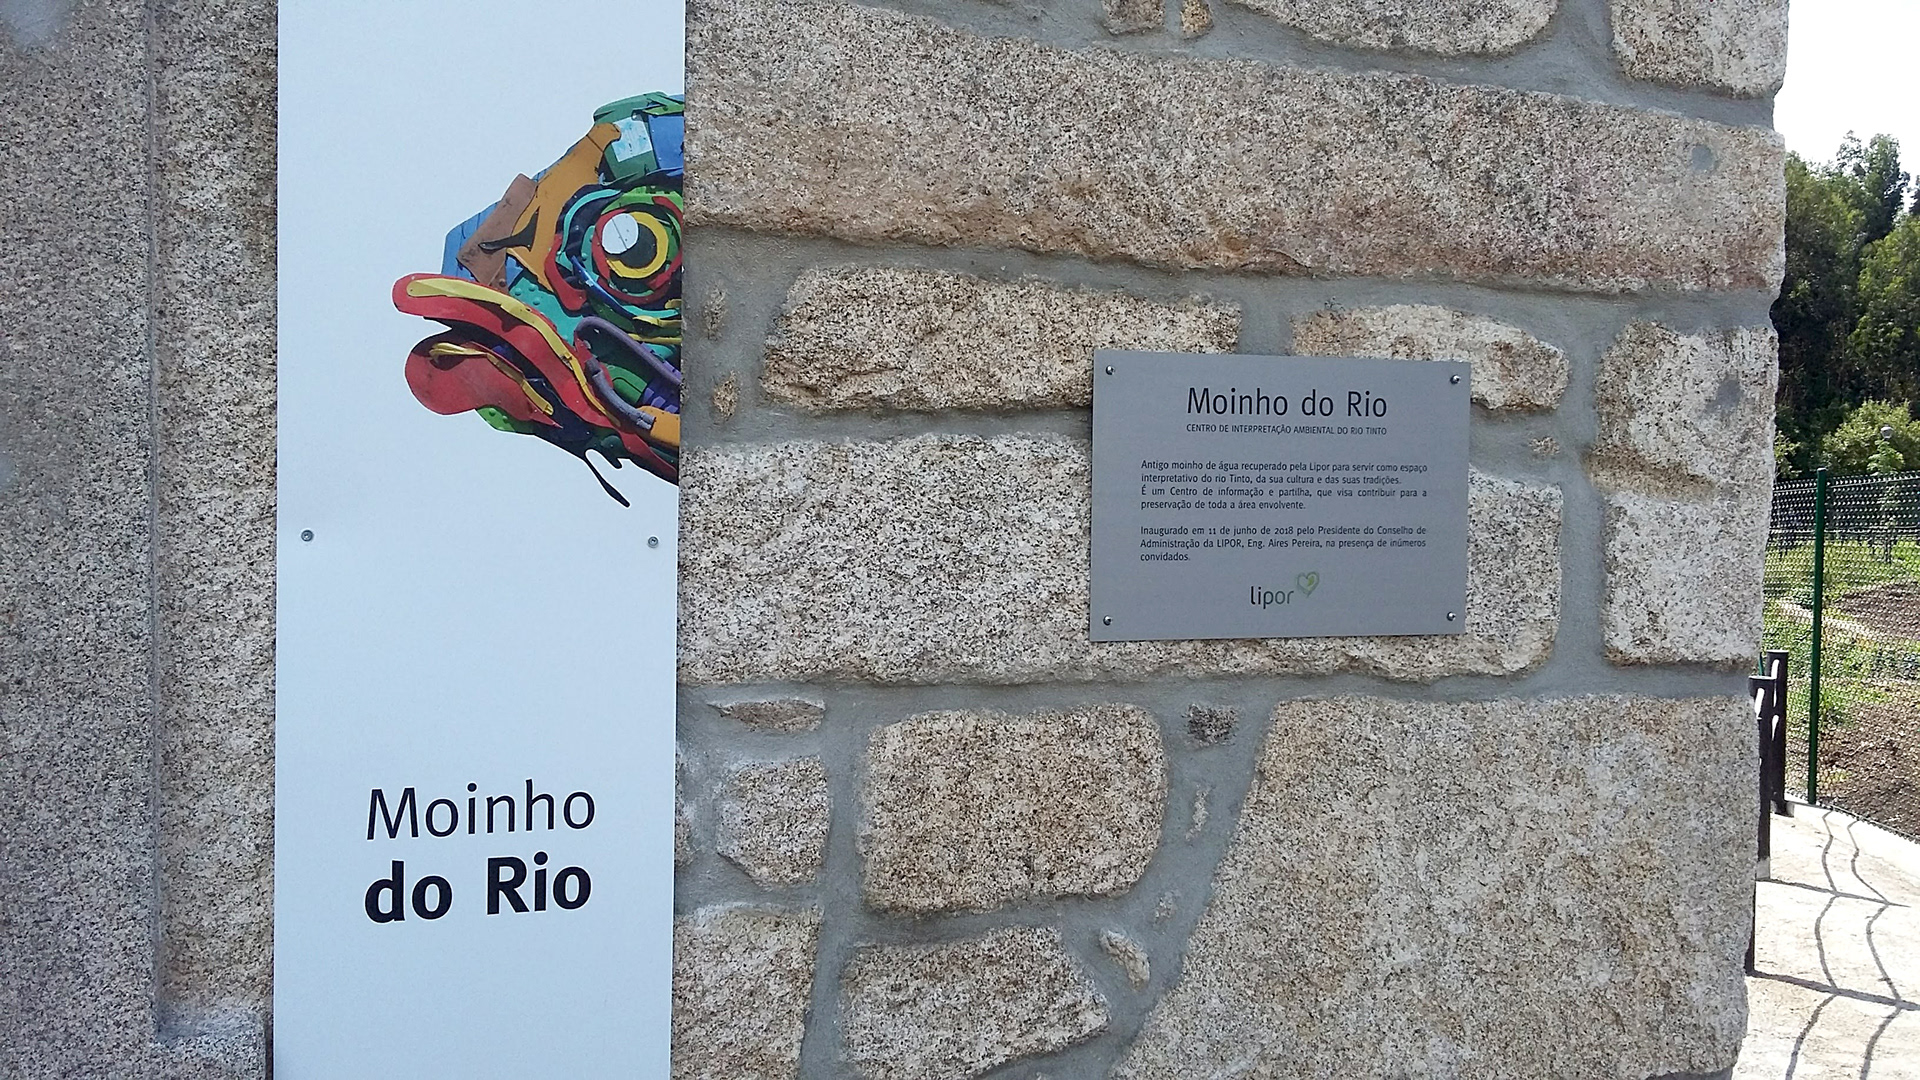 Moinho
do Rio
Moinho do Rio
CENTRO DE INTERPRETAÇÃO AMBIENTAL DO RIO TINTO
Antigo moinho de água recuperado pela Lipor para servir como espaço
interpretativo do rio Tinto, da sua cultura e das suas tradições.
É um Centro de informação e partilha, que visa contribuir para a
preservação de toda a área envolvente.
Inaugurado em 11 de junho de 2018 pelo Presidente do Conselho de
Administração da LIPOR, Eng. Aires Pereira, na presença de inúmeros
convidados.
lipor